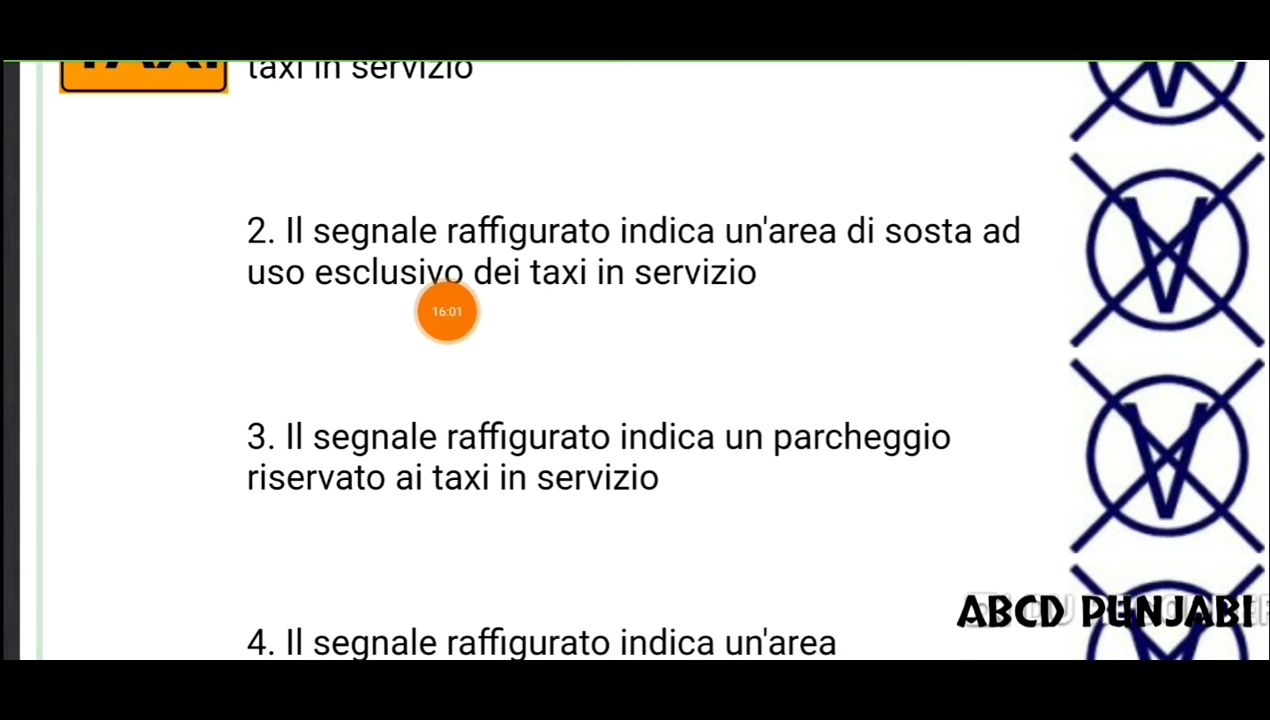 TAXI
taxi in servizio
V
2. Il segnale raffigurato indica un'area di sosta ad
uso esclusivo dei taxi in servizio
V
16:01
3. Il segnale raffigurato indica un parcheggio
riservato ai taxi in servizio
V
ABCD PUNJABI
4. Il segnale raffigurato indica un'area
V